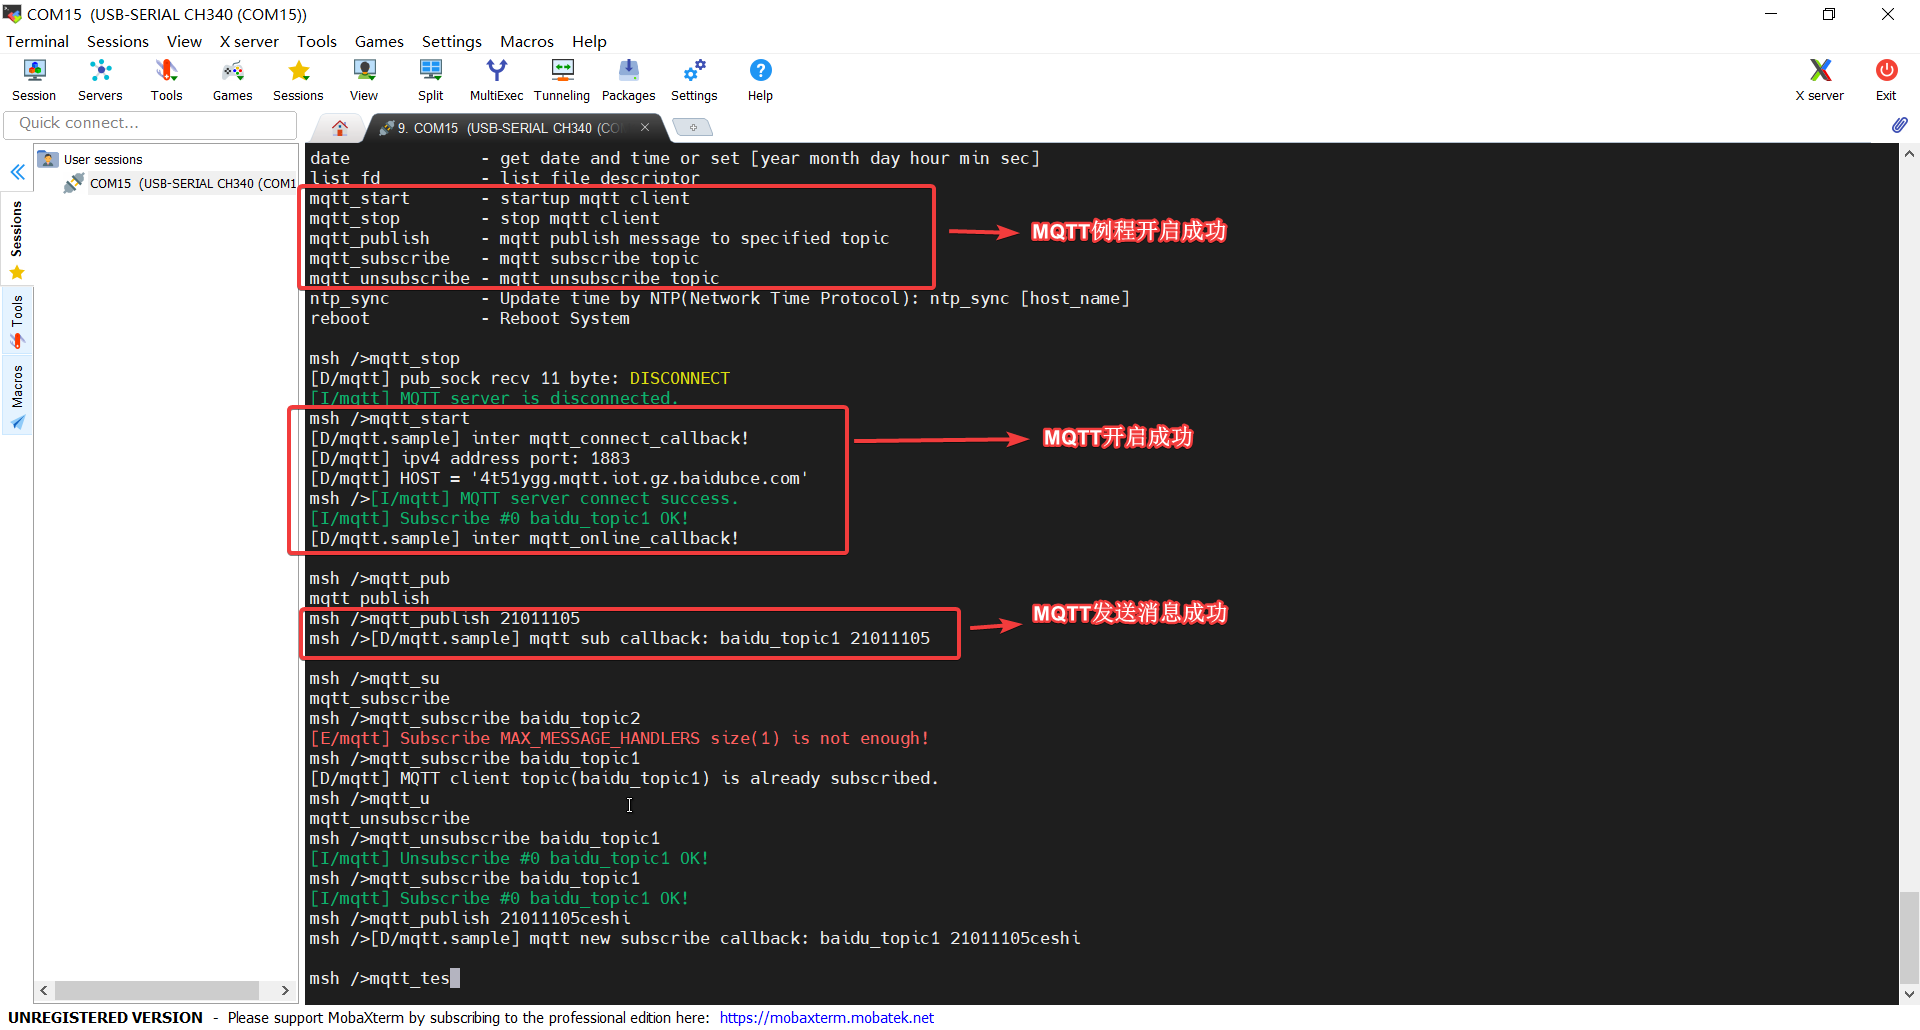 COM15  (USB-SERIAL CH340 (COM15))
Terminal Sessions View X server Tools Games Settings Macros Help
Session Servers Tools Games Sessions View Split MultiExec Tunneling Packages Settings Help X server Exit
Quick connect...
9. COM15  (USB-SERIAL CH340 (CO
User sessions
COM15  (USB-SERIAL CH340 (COM1
Sessions
Tools
Macros
date             - get date and time or set [year month day hour min sec]
list_fd          - list file descriptor
mqtt_start       - startup mqtt client
mqtt_stop        - stop mqtt client
mqtt_publish     - mqtt publish message to specified topic
mqtt_subscribe   - mqtt subscribe topic
mqtt_unsubscribe - mqtt unsubscribe topic
MQTT例程开启成功
ntp_sync         - Update time by NTP(Network Time Protocol): ntp_sync [host_name]
reboot           - Reboot System
msh />mqtt_stop
[D/mqtt] pub_sock recv 11 byte: DISCONNECT
[I/mqtt] MQTT server is disconnected.
msh />mqtt_start
[D/mqtt.sample] inter mqtt_connect_callback!
[D/mqtt] ipv4 address port: 1883
[D/mqtt] HOST = '4t51ygg.mqtt.iot.gz.baidubce.com'
msh />[I/mqtt] MQTT server connect success.
[I/mqtt] Subscribe #0 baidu_topic1 OK!
[D/mqtt.sample] inter mqtt_online_callback!
MQTT开启成功
msh />mqtt_pub
mqtt_publish
msh />mqtt_publish 21011105
msh />[D/mqtt.sample] mqtt sub callback: baidu_topic1 21011105
MQTT发送消息成功
msh />mqtt_su
mqtt_subscribe
msh />mqtt_subscribe baidu_topic2
[E/mqtt] Subscribe MAX_MESSAGE_HANDLERS size(1) is not enough!
msh />mqtt_subscribe baidu_topic1
[D/mqtt] MQTT client topic(baidu_topic1) is already subscribed.
msh />mqtt_u
mqtt_unsubscribe
msh />mqtt_unsubscribe baidu_topic1
[I/mqtt] Unsubscribe #0 baidu_topic1 OK!
msh />mqtt_subscribe baidu_topic1
[I/mqtt] Subscribe #0 baidu_topic1 OK!
msh />mqtt_publish 21011105ceshi
msh />[D/mqtt.sample] mqtt new subscribe callback: baidu_topic1 21011105ceshi
msh />mqtt_tes
UNREGISTERED VERSION  -  Please support MobaXterm by subscribing to the professional edition here:  https://mobaxterm.mobatek.net